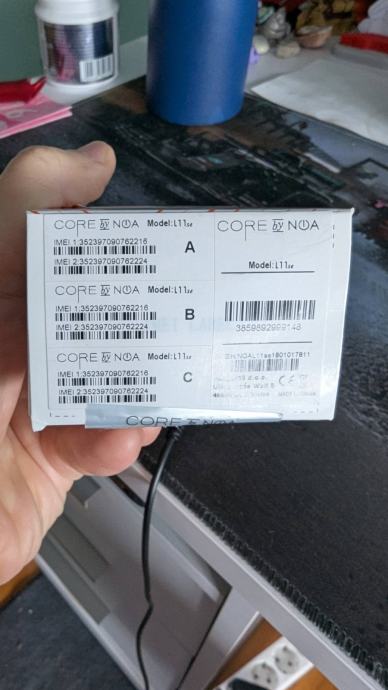 CORE by NOA Model:L11se
IMEI 1:352397090762216
IMEI 2:352397090762224
A
CORE by NOA Model:L11se
IMEI 1:352397090762216
IMEI 2:352397090762224
B
CORE by NOA Model:L11se
IMEI 1:352397090762216
IMEI 2:352397090762224
C
CORE by NOA
Model:L11se
3859892999148
CE
CORE by NOA